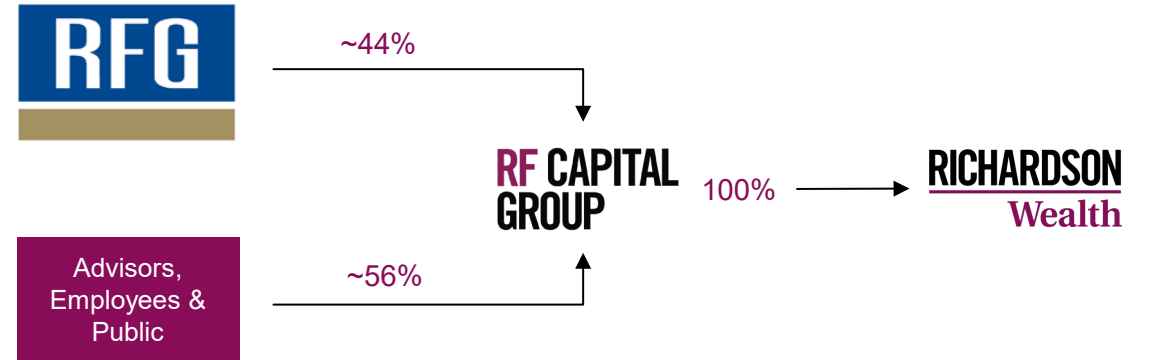 RFG
~44%
RF CAPITAL
GROUP
100%
RICHARDSON
Wealth
Advisors,
Employees &
Public
~56%